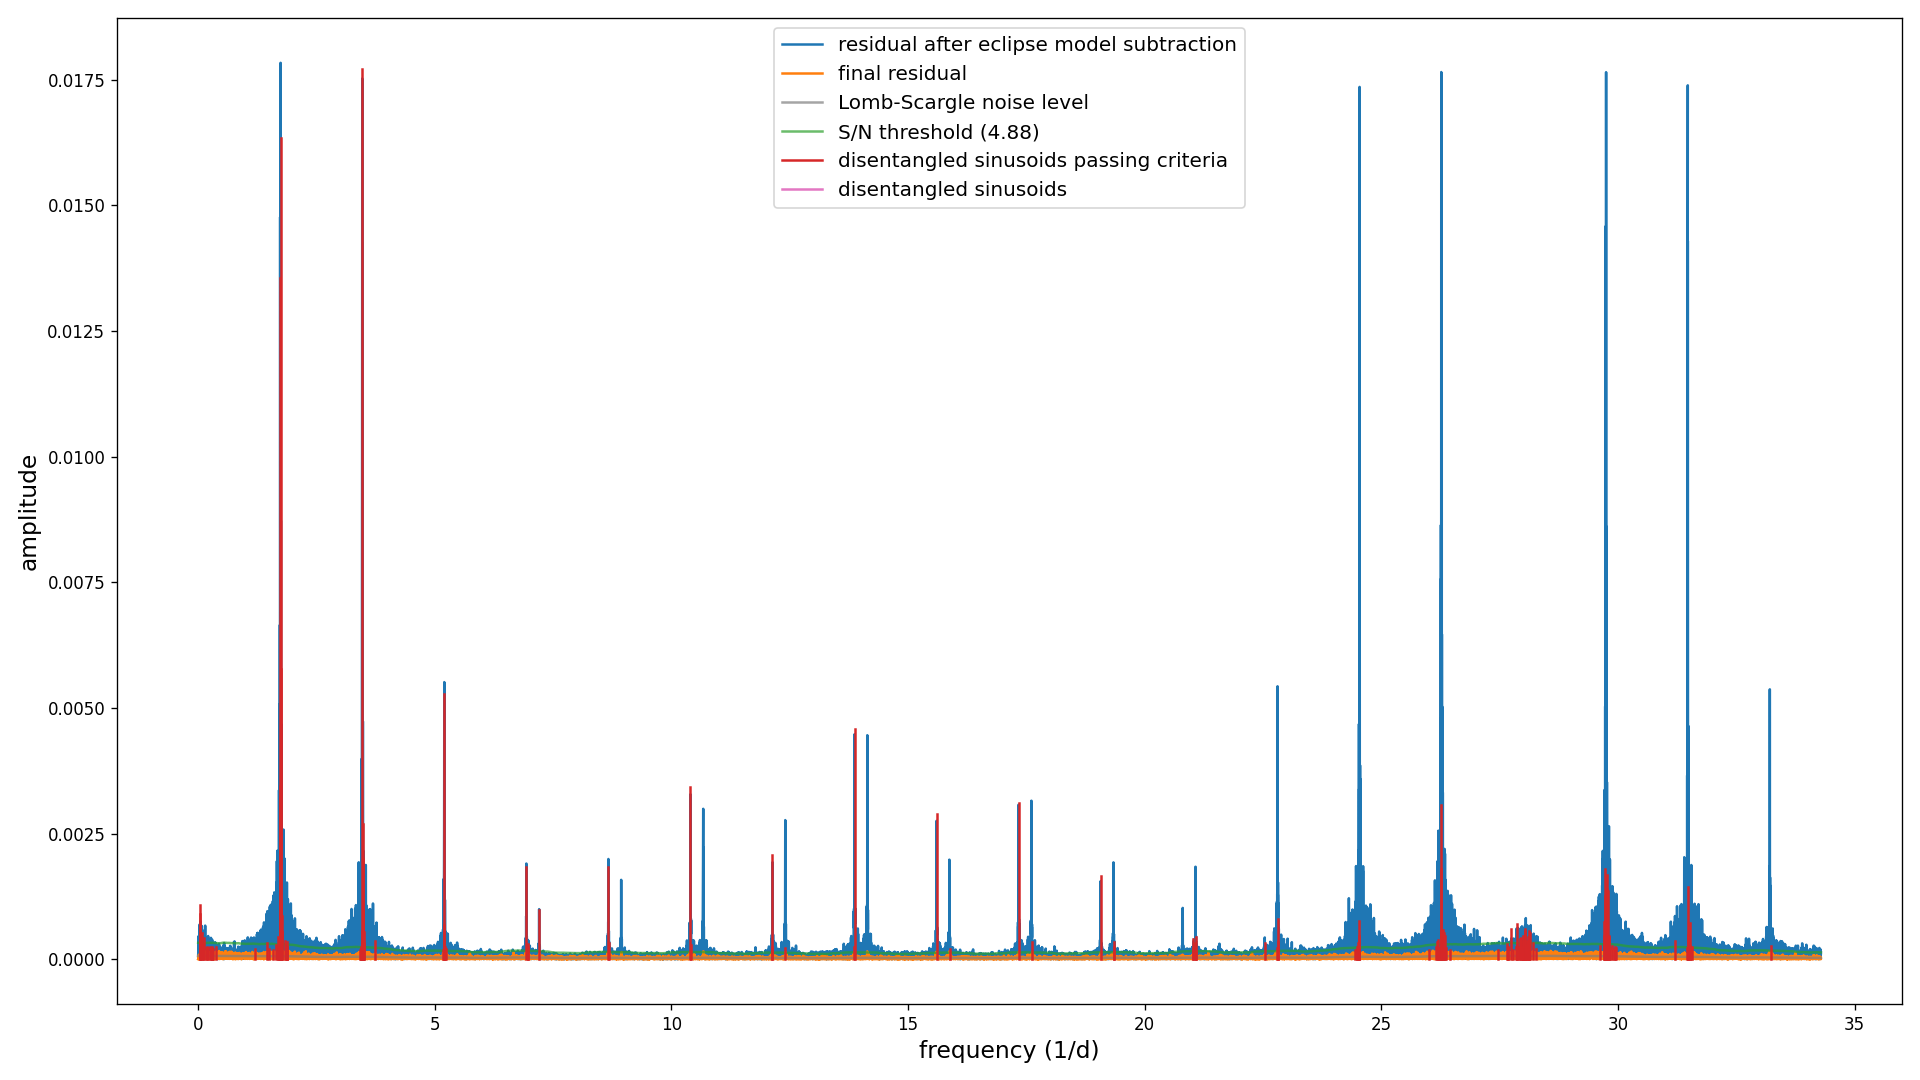 residual after eclipse model subtraction
final residual
Lomb-Scargle noise level
S/N threshold (4.88)
disentangled sinusoids passing criteria
disentangled sinusoids
0.0175
0.0150
0.0125
0.0100
0.0075
0.0050
0.0025
0.0000
amplitude
0 5 10 15 20 25 30 35
frequency (1/d)